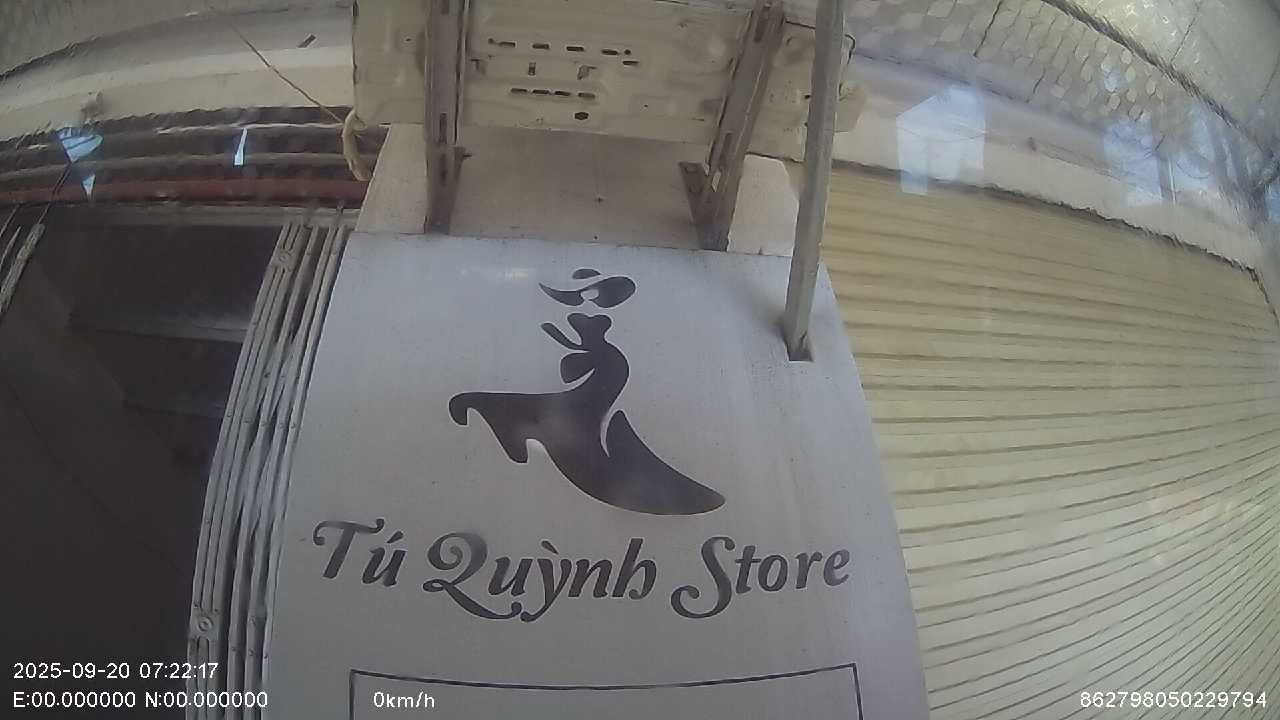 Tú Quỳnh Store
2025-09-20 07:22:17
E:00.000000 N:00.000000
0km/h
862798050229794